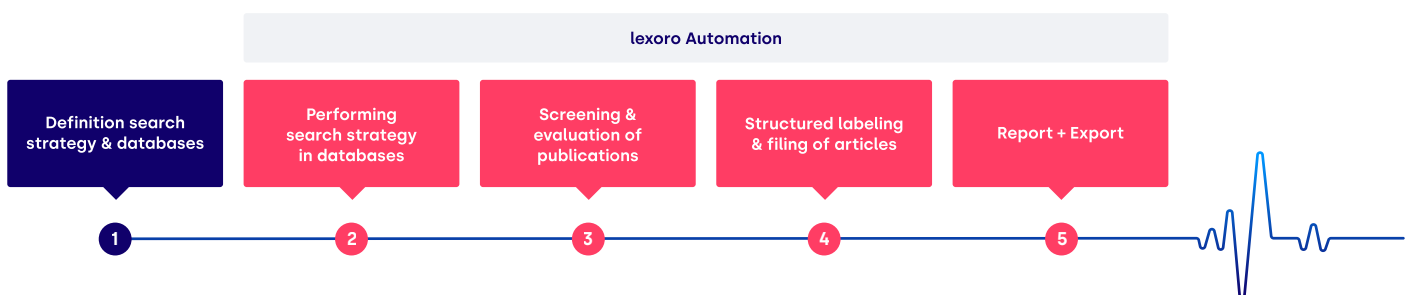 lexoro Automation
Definition search
strategy & databases
Performing
search strategy
in databases
Screening &
evaluation of
publications
Structured labeling
& filing of articles
Report + Export
1
2
3
4
5